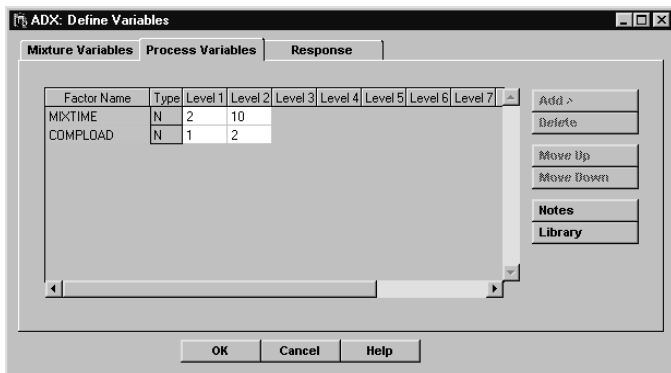 ADX: Define Variables
Mixture Variables Process Variables Response
Factor Name Type Level 1 Level 2 Level 3 Level 4 Level 5 Level 6 Level 7
MIXTIME N 2 10
COMPLOAD N 1 2
Add >
Delete
Move Up
Move Down
Notes
Library
OK Cancel Help